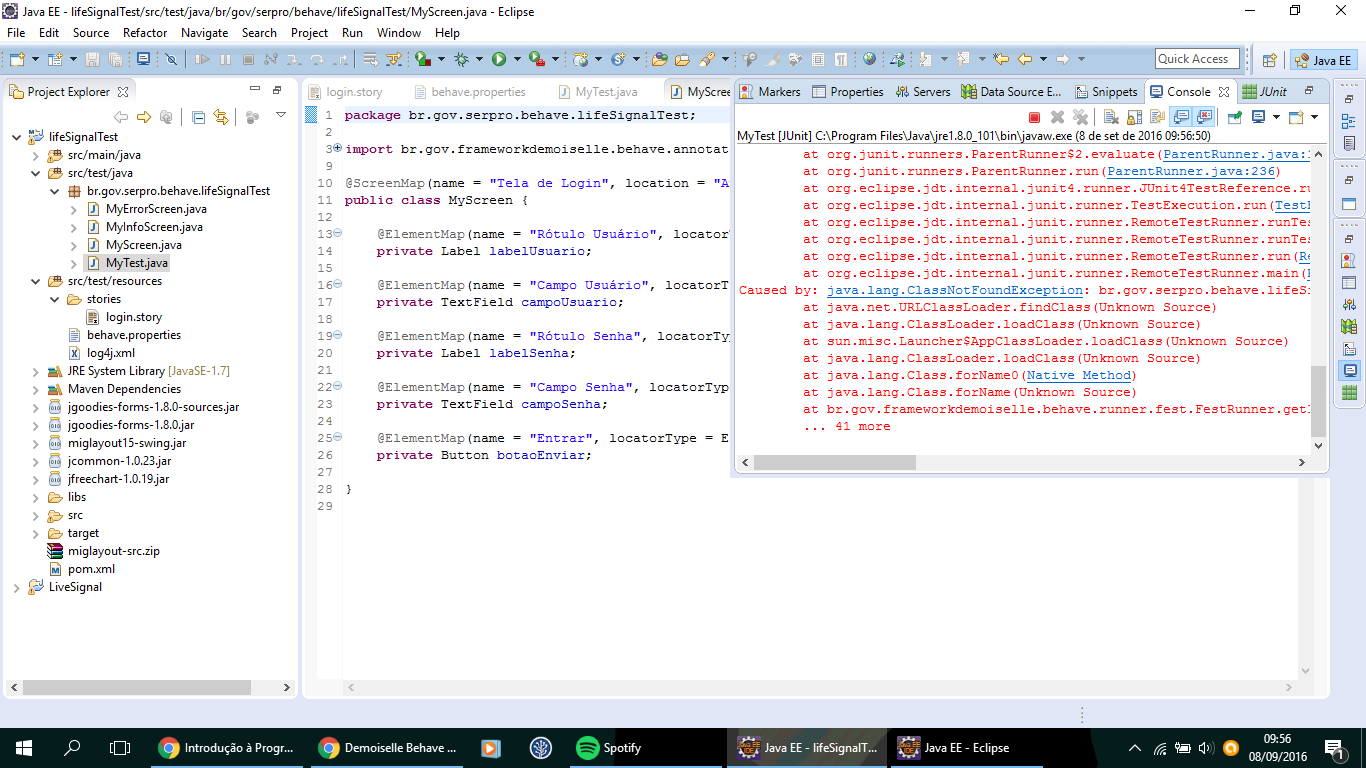 Java EE - lifeSignalTest/src/test/java/br/gov/serpro/behave/lifeSignalTest/MyScreen.java - Eclipse
File Edit Source Refactor Navigate Search Project Run Window Help
Quick Access
Java EE
Project Explorer
lifeSignalTest
src/main/java
src/test/java
br.gov.serpro.behave.lifeSignalTest
MyErrorScreen.java
MyInfoScreen.java
MyScreen.java
MyTest.java
src/test/resources
stories
login.story
behave.properties
log4j.xml
JRE System Library [JavaSE-1.7]
Maven Dependencies
jgoodies-forms-1.8.0-sources.jar
jgoodies-forms-1.8.0.jar
miglayout15-swing.jar
jcommon-1.0.23.jar
jfreechart-1.0.19.jar
libs
src
target
miglayout-src.zip
pom.xml
LiveSignal
login.story behave.properties MyTest.java MyScree
1 package br.gov.serpro.behave.lifeSignalTest;
2
3 import br.gov.frameworkdemoiselle.behave.annotat
9
10 @ScreenMap(name = "Tela de Login", location = "A
11 public class MyScreen {
12
13 @ElementMap(name = "Rótulo Usuário", locator
14 private Label labelUsuario;
15
16 @ElementMap(name = "Campo Usuário", locatorT
17 private TextField campoUsuario;
18
19 @ElementMap(name = "Rótulo Senha", locatorTy
20 private Label labelSenha;
21
22 @ElementMap(name = "Campo Senha", locatorType
23 private TextField campoSenha;
24
25 @ElementMap(name = "Entrar", locatorType = E
26 private Button botaoEnviar;
27
28 }
29
Markers Properties Servers Data Source E... Snippets Console JUnit
MyTest [JUnit] C:\Program Files\Java\jre1.8.0_101\bin\javaw.exe (8 de set de 2016 09:56:50)
at org.junit.runners.ParentRunner$2.evaluate(ParentRunner.java:
at org.junit.runners.ParentRunner.run(ParentRunner.java:236)
at org.eclipse.jdt.internal.junit4.runner.JUnit4TestReference.ru
at org.eclipse.jdt.internal.junit.runner.TestExecution.run(Test
at org.eclipse.jdt.internal.junit.runner.RemoteTestRunner.runTes
at org.eclipse.jdt.internal.junit.runner.RemoteTestRunner.runTes
at org.eclipse.jdt.internal.junit.runner.RemoteTestRunner.run(Re
at org.eclipse.jdt.internal.junit.runner.RemoteTestRunner.main(
Caused by: java.lang.ClassNotFoundException: br.gov.serpro.behave.lifeS
at java.net.URLClassLoader.findClass(Unknown Source)
at java.lang.ClassLoader.loadClass(Unknown Source)
at sun.misc.Launcher$AppClassLoader.loadClass(Unknown Source)
at java.lang.ClassLoader.loadClass(Unknown Source)
at java.lang.Class.forName0(Native Method)
at java.lang.Class.forName(Unknown Source)
at br.gov.frameworkdemoiselle.behave.runner.fest.FestRunner.get
... 41 more
Introdução à Progr...
Demoiselle Behave ...
Spotify
Java EE - lifeSignalT...
Java EE - Eclipse
09:56
08/09/2016
1